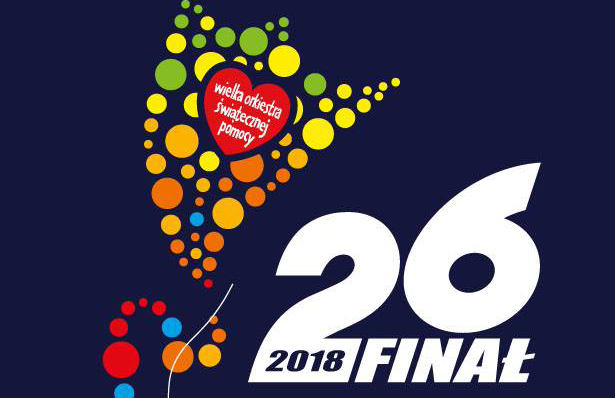 wielka orkiestra
świątecznej
pomocy
26
2018 FINAŁ